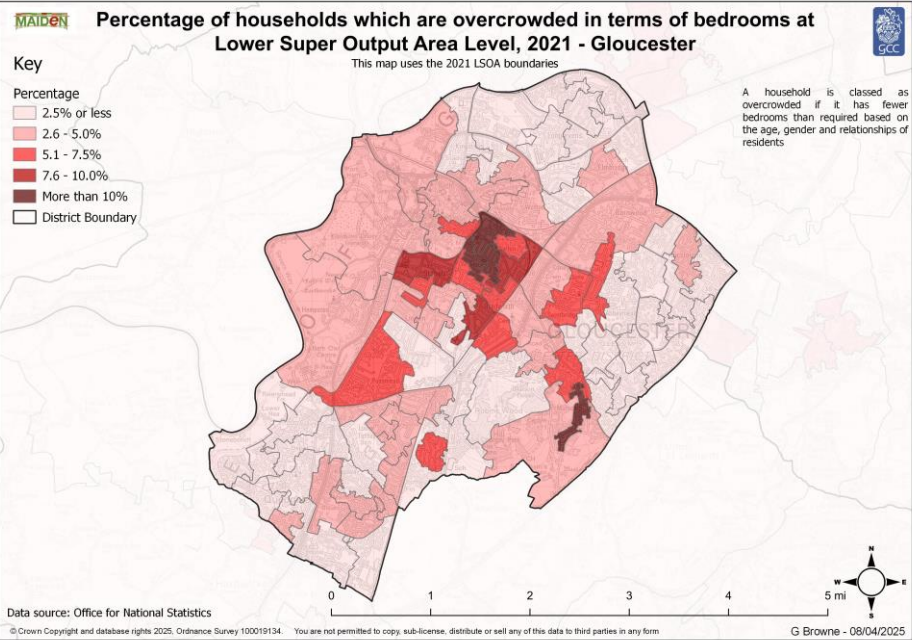 MAIDEN
Percentage of households which are overcrowded in terms of bedrooms at
Lower Super Output Area Level, 2021 - Gloucester
This map uses the 2021 LSOA boundaries
GCC
Key
Percentage
2.5% or less
2.6 - 5.0%
5.1 - 7.5%
7.6 - 10.0%
More than 10%
District Boundary
A household is classed as
overcrowded if it has fewer
bedrooms than required based on
the age, gender and relationships of
residents
GLOUCESTER
N
W
E
S
0
1
2
3
4
5 mi
Data source: Office for National Statistics
© Crown Copyright and database rights 2025, Ordnance Survey 100019134. You are not permitted to copy, sub-license, distribute or sell any of this data to third parties in any form
G Browne - 08/04/2025